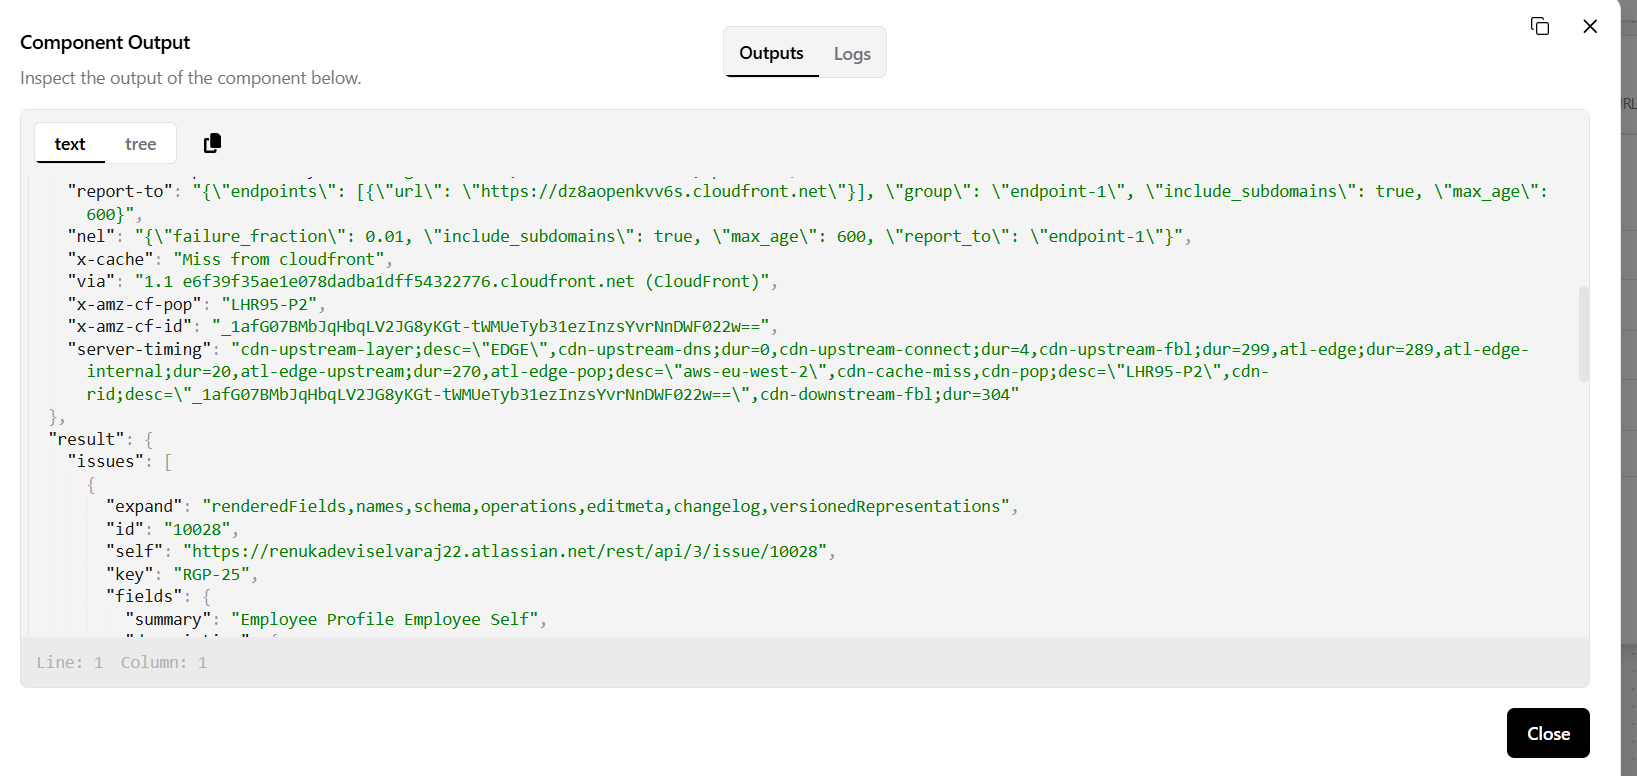 Component Output
Inspect the output of the component below.
Outputs
Logs
text
tree
"report-to": "{\"endpoints\": [{\"url\": \"https://dz8aopenkvv6s.cloudfront.net\"}], \"group\": \"endpoint-1\", \"include_subdomains\": true, \"max_age\":
600}",
"nel": "{\"failure_fraction\": 0.01, \"include_subdomains\": true, \"max_age\": 600, \"report_to\": \"endpoint-1\"}",
"x-cache": "Miss from cloudfront",
"via": "1.1 e6f39f35ae1e078dadba1dff54322776.cloudfront.net (CloudFront)",
"x-amz-cf-pop": "LHR95-P2",
"x-amz-cf-id": "_1afG07BMbJqHbqLV2JG8yKGt-tWMUeTyb31ezInzsYvrNnDWF022w==",
"server-timing": "cdn-upstream-layer;desc=\"EDGE\",cdn-upstream-dns;dur=0,cdn-upstream-connect;dur=4,cdn-upstream-fbl;dur=299,atl-edge;dur=289,atl-edge-
internal;dur=20,atl-edge-upstream;dur=270,atl-edge-pop;desc=\"aws-eu-west-2\",cdn-cache-miss,cdn-pop;desc=\"LHR95-P2\",cdn-
rid;desc=\"_1afG07BMbJqHbqLV2JG8yKGt-tWMUeTyb31ezInzsYvrNnDWF022w==\",cdn-downstream-fbl;dur=304"
},
"result": {
"issues": [
{
"expand": "renderedFields,names,schema,operations,editmeta,changelog,versionedRepresentations",
"id": "10028",
"self": "https://renukadeviselvaraj22.atlassian.net/rest/api/3/issue/10028",
"key": "RGP-25",
"fields": {
"summary": "Employee Profile Employee Self",
Line: 1 Column: 1
Close